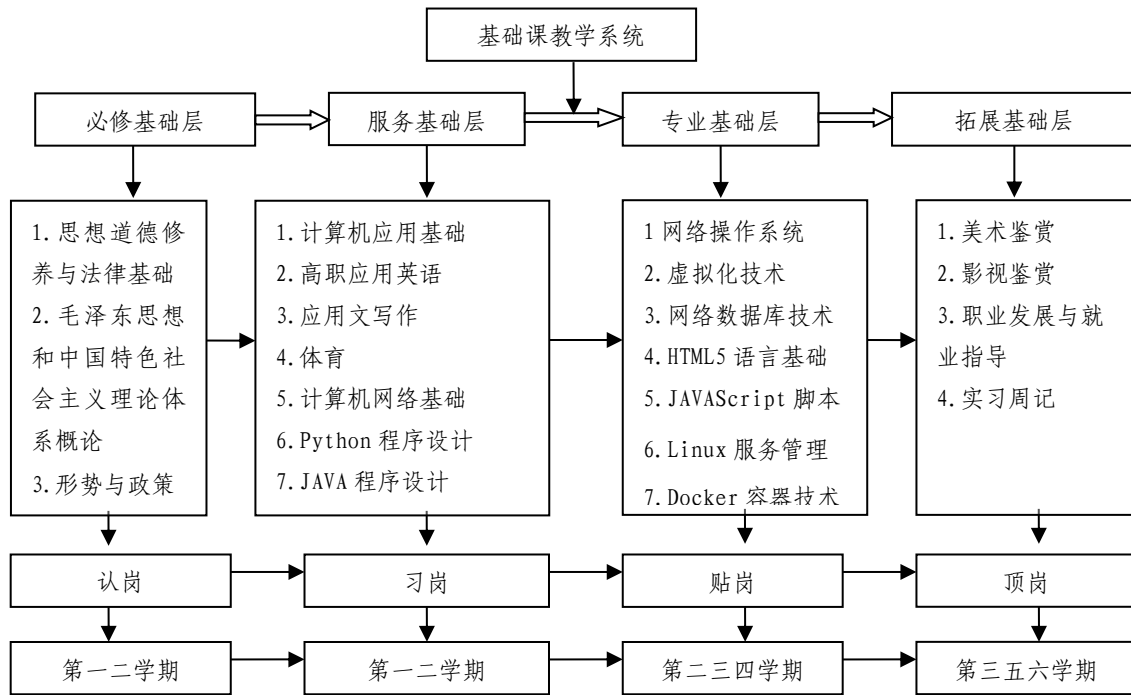 基础课教学系统
必修基础层
服务基础层
专业基础层
拓展基础层
1.思想道德修
养与法律基础
2.毛泽东思想
和中国特色社
会主义理论体
系概论
3.形势与政策
1.计算机应用基础
2.高职应用英语
3.应用文写作
4.体育
5.计算机网络基础
6.Python 程序设计
7.JAVA 程序设计
1 网络操作系统
2.虚拟化技术
3.网络数据库技术
4.HTML5 语言基础
5.JAVAScript 脚本
6.Linux 服务管理
7.Docker 容器技术
1.美术鉴赏
2.影视鉴赏
3.职业发展与就
业指导
4.实习周记
认岗
习岗
贴岗
顶岗
第一二学期
第一二学期
第二三四学期
第三五六学期